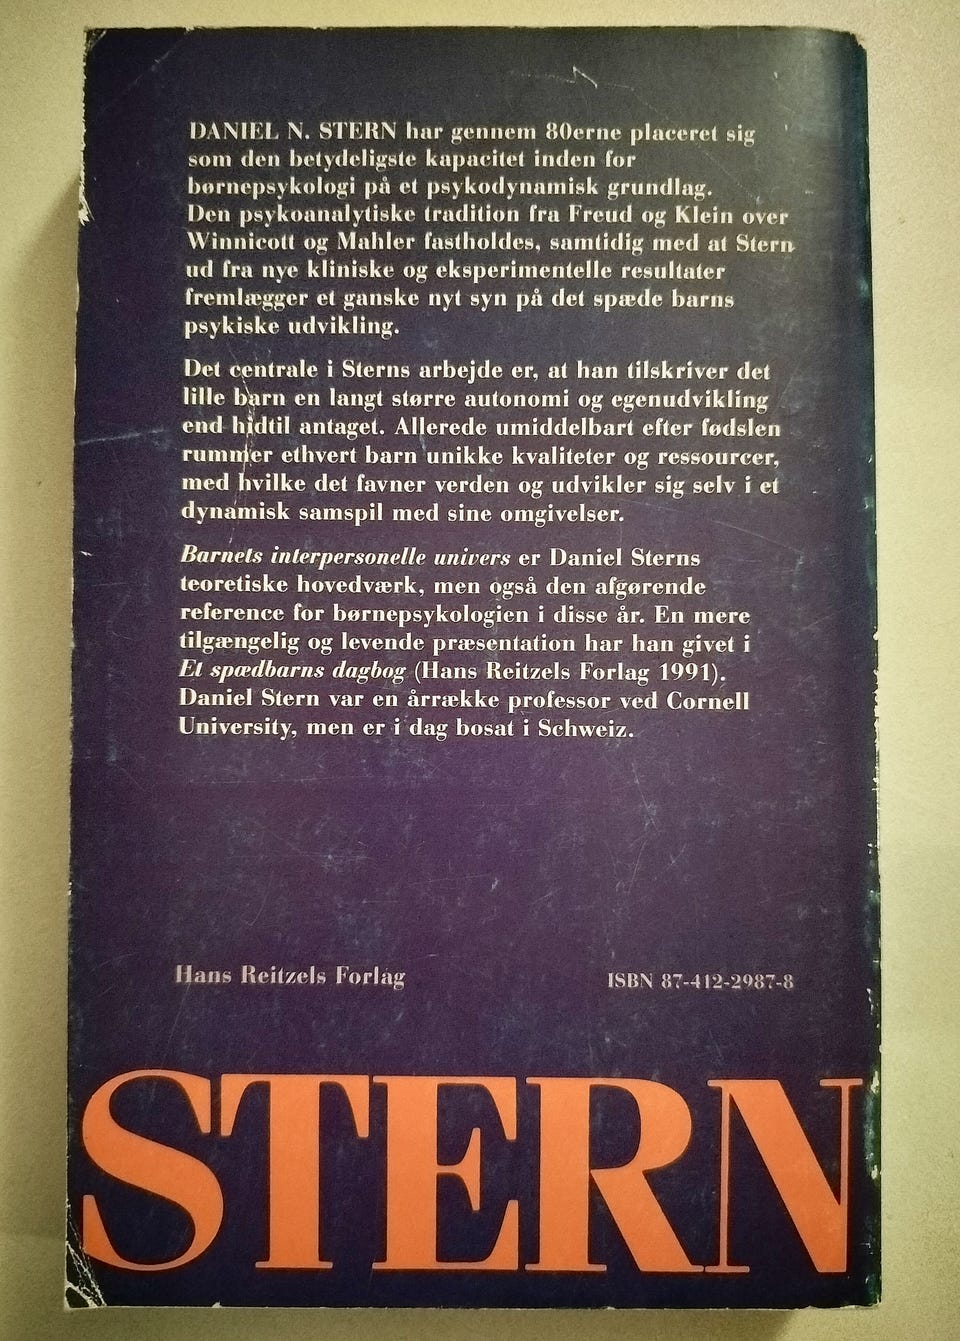 DANIEL N. STERN har gennem 80erne placeret sig
som den betydeligste kapacitet inden for
børnepsykologi på et psykodynamisk grundlag.
Den psykoanalytiske tradition fra Freud og Klein over
Winnicott og Mahler fastholdes, samtidig med at Stern
ud fra nye kliniske og eksperimentelle resultater
fremlægger et ganske nyt syn på det spæde barns
psykiske udvikling.
Det centrale i Sterns arbejde er, at han tilskriver det
lille barn en langt større autonomi og egenudvikling
end hidtil antaget. Allerede umiddelbart efter fødslen
rummer ethvert barn unikke kvaliteter og ressourcer,
med hvilke det favner verden og udvikler sig selv i et
dynamisk samspil med sine omgivelser.
Barnets interpersonelle univers er Daniel Sterns
teoretiske hovedværk, men også den afgørende
reference for børnepsykologien i disse år. En mere
tilgængelig og levende præsentation har han givet i
Et spædbarns dagbog (Hans Reitzels Forlag 1991).
Daniel Stern var en årrække professor ved Cornell
University, men er i dag bosat i Schweiz.
Hans Reitzels Forlag
ISBN 87-412-2987-8
STERN